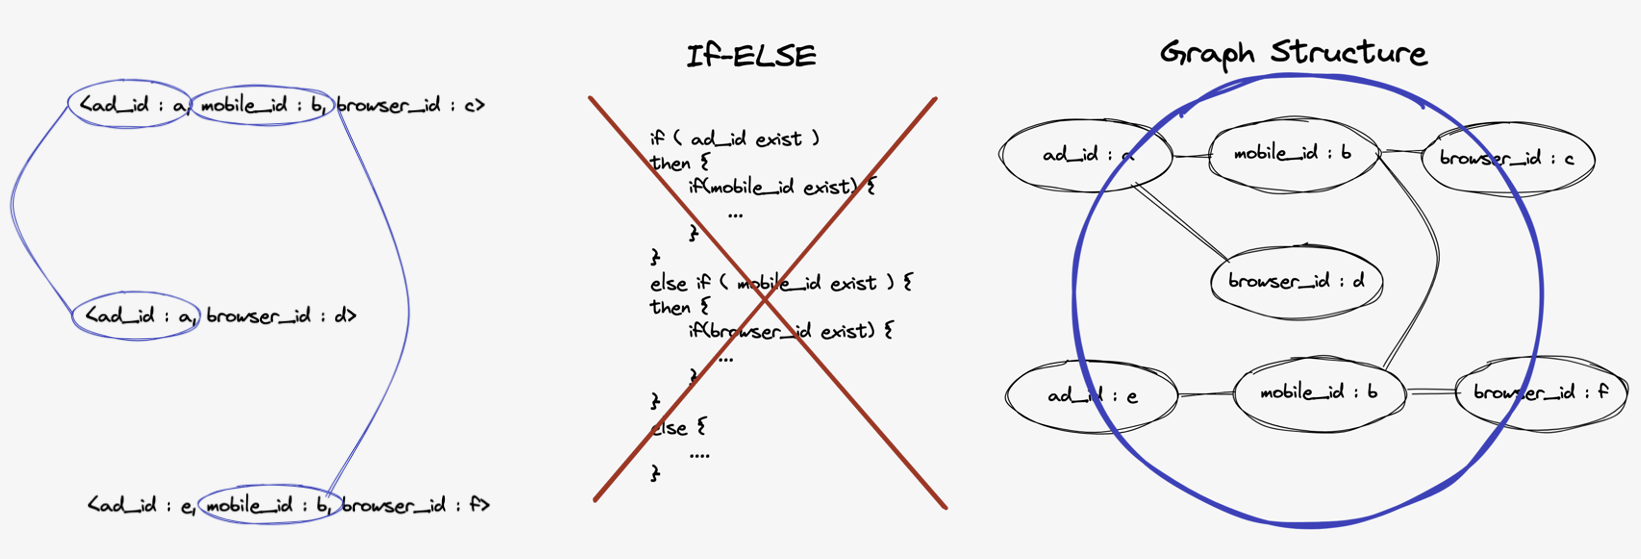 <ad_id : a, mobile_id : b, browser_id : c>
<ad_id : a, browser_id : d>
<ad_id : e, mobile_id : b, browser_id : f>
If-ELSE
if ( ad_id exist )
then {
if(mobile_id exist) {
...
}
}
else if ( mobile_id exist ) {
then {
if(browser_id exist) {
...
}
}
else {
....
}
Graph Structure
ad_id : a
mobile_id : b
browser_id : c
browser_id : d
ad_id : e
mobile_id : b
browser_id : f